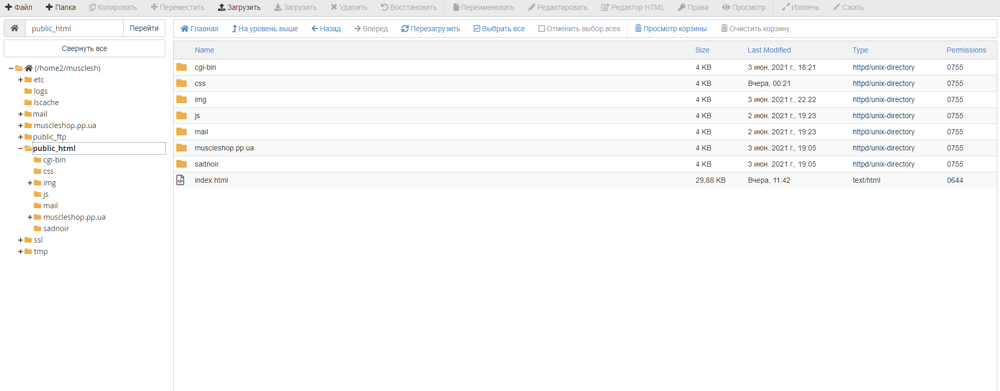 Файл Папка Копировать Переместить Загрузить Загрузить Удалить Восстановить Переименовать Редактировать Редактор HTML Права Просмотр Извлечь Сжать
public_html Перейти
Главная На уровень выше Назад Вперед Перезагрузить Выбрать все Отменить выбор всех Просмотр корзины Очистить корзину
Свернуть все
(/home2/musclesh)
etc
logs
lscache
mail
muscleshop.pp.ua
public_ftp
public_html
cgi-bin
css
img
js
mail
muscleshop.pp.ua
sadnoir
ssl
tmp
Name Size Last Modified Type Permissions
cgi-bin 4 KB 3 июн. 2021 г., 18:21 httpd/unix-directory 0755
css 4 KB Вчера, 00:21 httpd/unix-directory 0755
img 4 KB 3 июн. 2021 г., 22:22 httpd/unix-directory 0755
js 4 KB 2 июн. 2021 г., 19:23 httpd/unix-directory 0755
mail 4 KB 2 июн. 2021 г., 19:23 httpd/unix-directory 0755
muscleshop.pp.ua 4 KB 3 июн. 2021 г., 19:05 httpd/unix-directory 0755
sadnoir 4 KB 3 июн. 2021 г., 19:05 httpd/unix-directory 0755
index.html 29,88 KB Вчера, 11:42 text/html 0644